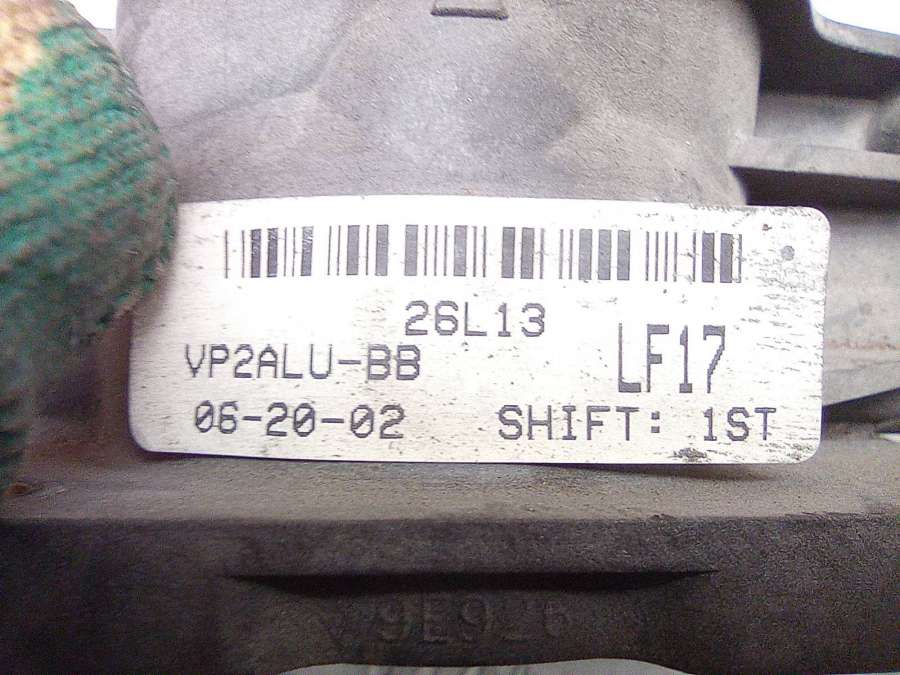 26L13
LF17
VP2ALU-BB
06-20-02 SHIFT: 1ST